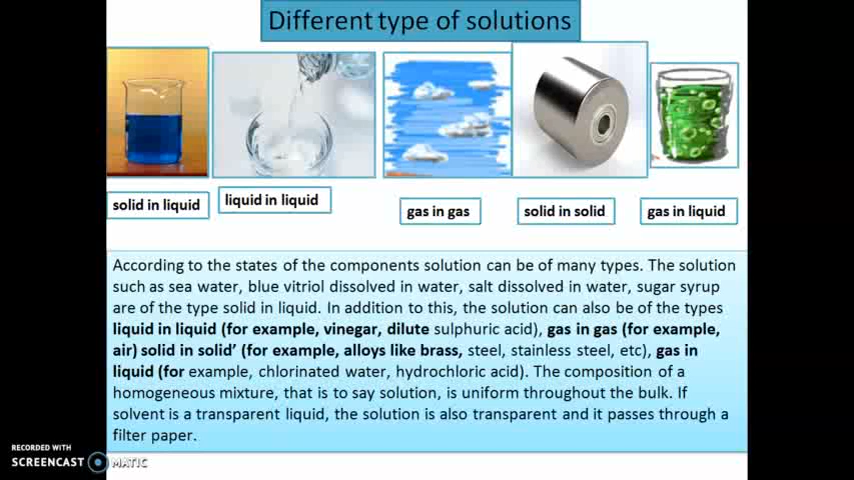 Different type of solutions
solid in liquid
liquid in liquid
gas in gas
solid in solid
gas in liquid
According to the states of the components solution can be of many types. The solution
such as sea water, blue vitriol dissolved in water, salt dissolved in water, sugar syrup
are of the type solid in liquid. In addition to this, the solution can also be of the types
liquid in liquid (for example, vinegar, dilute sulphuric acid), gas in gas (for example,
air) solid in solid’ (for example, alloys like brass, steel, stainless steel, etc), gas in
liquid (for example, chlorinated water, hydrochloric acid). The composition of a
homogeneous mixture, that is to say solution, is uniform throughout the bulk. If
solvent is a transparent liquid, the solution is also transparent and it passes through a
filter paper.
RECORDED WITH
SCREENCAST MATIC